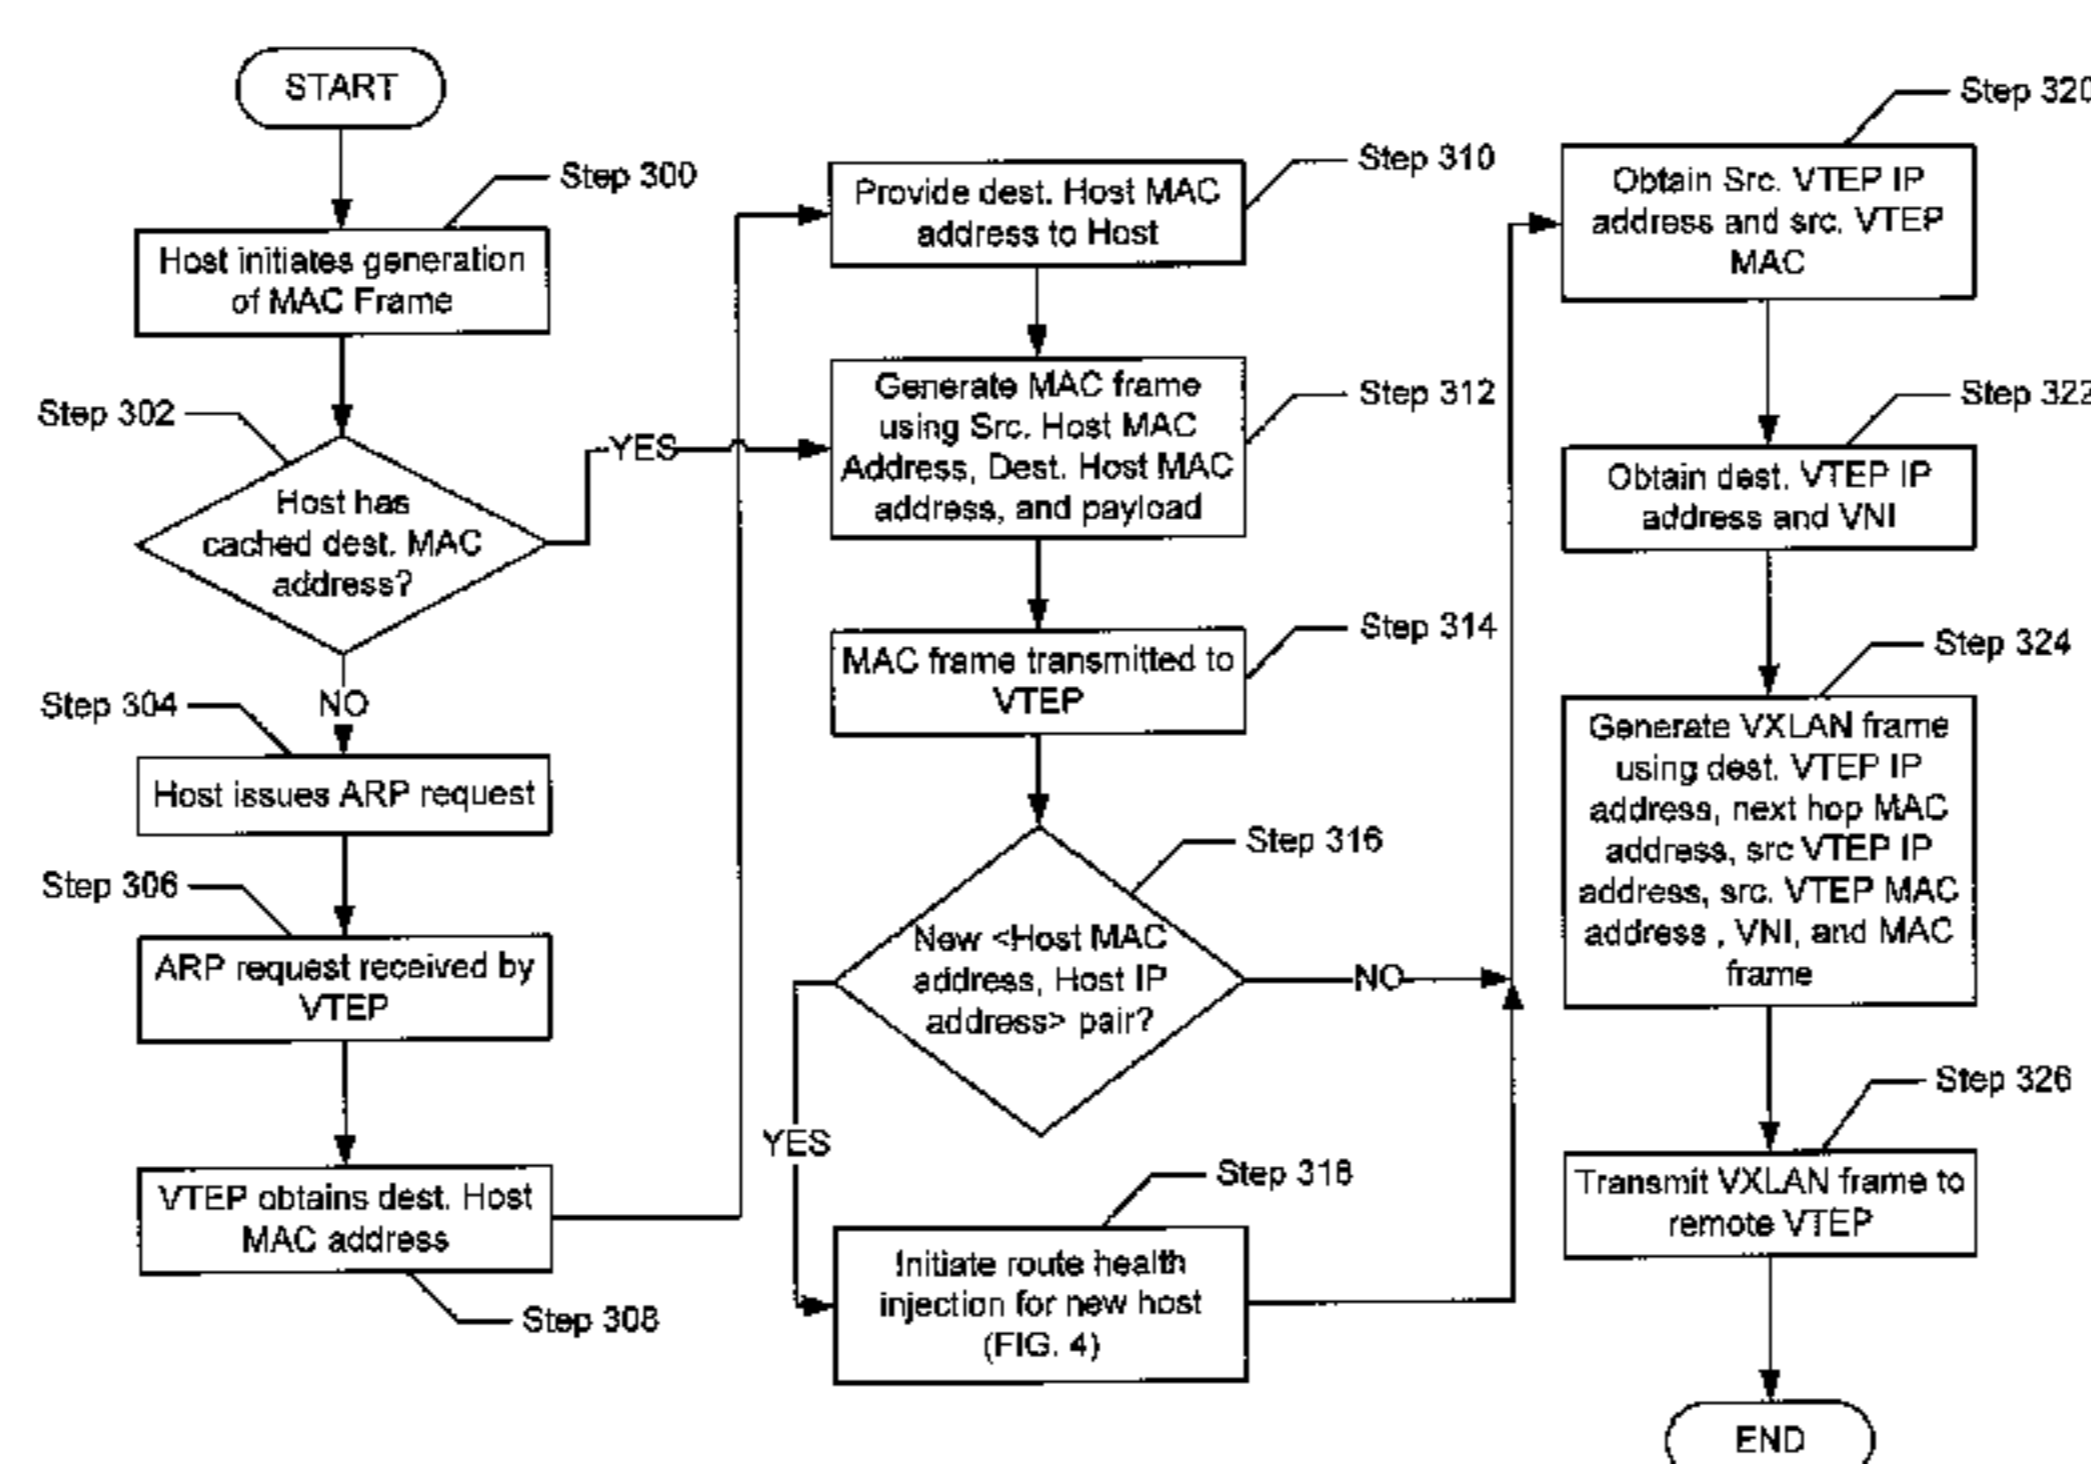 START
Step 300
Host initiates generation
of MAC Frame
Step 302
Host has
cached dest. MAC
address?
YES
NO
Step 304
Host issues ARP request
Step 306
ARP request received by
VTEP
VTEP obtains dest. Host
MAC address
Step 308
Step 310
Provide dest. Host MAC
address to Host
Step 312
Generate MAC frame
using Src. Host MAC
Address, Dest. Host MAC
address, and payload
Step 314
MAC frame transmitted to
VTEP
Step 316
New <Host MAC
address, Host IP
address> pair?
NO
YES
Step 318
Initiate route health
injection for new host
(FIG. 4)
Step 320
Obtain Src. VTEP IP
address and src. VTEP
MAC
Step 322
Obtain dest. VTEP IP
address and VNI
Step 324
Generate VXLAN frame
using dest. VTEP IP
address, next hop MAC
address, src VTEP IP
address, src. VTEP MAC
address , VNI, and MAC
frame
Step 326
Transmit VXLAN frame to
remote VTEP
END